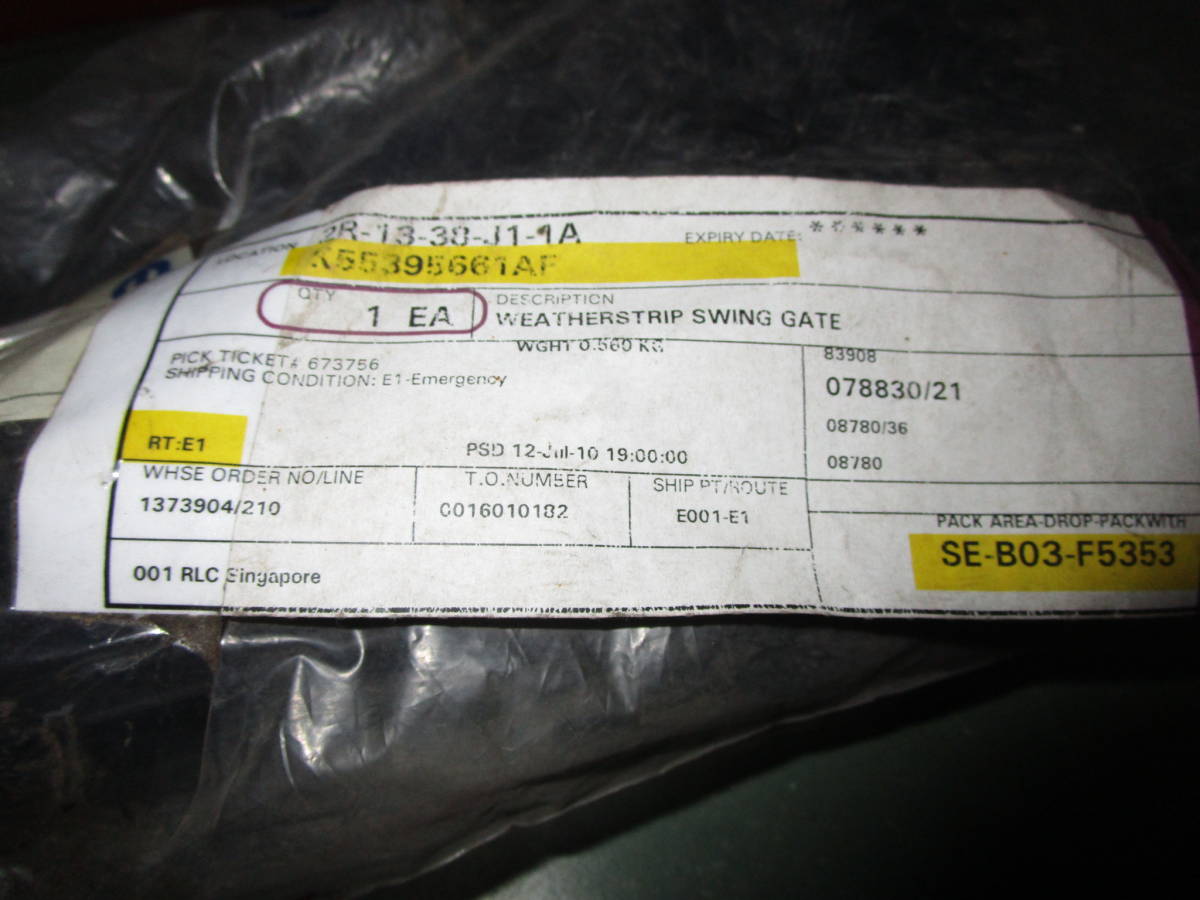 LOCATION 2R-13-30-J1-1A EXPIRY DATE: ******
K55395661AF
QTY DESCRIPTION
1 EA WEATHERSTRIP SWING GATE
WGHT 0.560 KG
PICK TICKET# 673756 83908
SHIPPING CONDITION: E1-Emergency 078830/21
08780/36
RT:E1 PSD 12-Jul-10 19:00:00 08780
WHSE ORDER NO/LINE T.O.NUMBER SHIP PT/ROUTE
1373904/210 0016010182 E001-E1
PACK AREA-DROP-PACKWITH
SE-B03-F5353
001 RLC Singapore